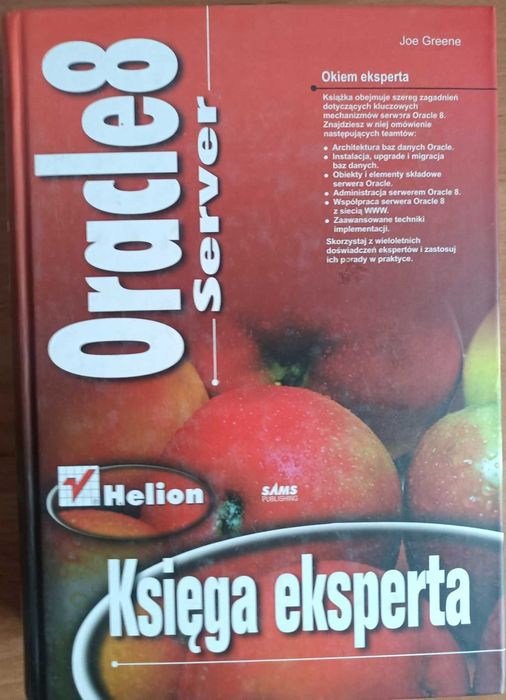 Joe Greene
Oracle8
Server
Okiem eksperta
Książka obejmuje szereg zagadnień
dotyczących kluczowych
mechanizmów serwera Oracle 8.
Znajdziesz w niej omówienie
następujących teamtów:
• Architektura baz danych Oracle.
• Instalacja, upgrade i migracja
baz danych.
• Obiekty i elementy składowe
serwera Oracle.
• Administracja serwerem Oracle 8.
• Współpraca serwera Oracle 8
z siecią WWW.
• Zaawansowane techniki
implementacji.
Skorzystaj z wieloletnich
doświadczeń ekspertów i zastosuj
ich porady w praktyce.
Helion
SAMS
PUBLISHING
Księga eksperta